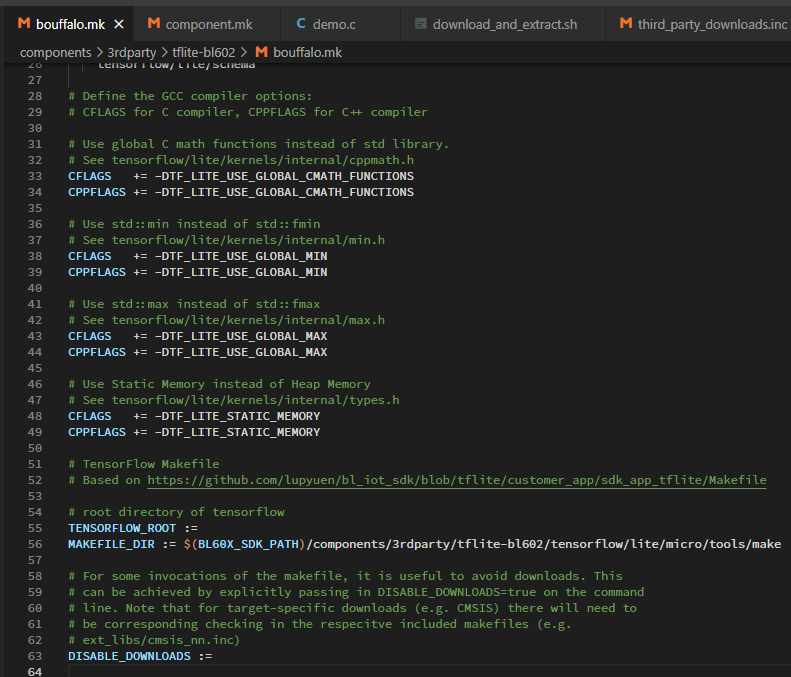 bouffalo.mk
component.mk
demo.c
download_and_extract.sh
third_party_downloads.inc
components > 3rdparty > tflite-bl602 > bouffalo.mk
26 tensorflow/lite/schema
27
28 # Define the GCC compiler options:
29 # CFLAGS for C compiler, CPPFLAGS for C++ compiler
30
31 # Use global C math functions instead of std library.
32 # See tensorflow/lite/kernels/internal/cppmath.h
33 CFLAGS   += -DTF_LITE_USE_GLOBAL_CMATH_FUNCTIONS
34 CPPFLAGS += -DTF_LITE_USE_GLOBAL_CMATH_FUNCTIONS
35
36 # Use std::min instead of std::fmin
37 # See tensorflow/lite/kernels/internal/min.h
38 CFLAGS   += -DTF_LITE_USE_GLOBAL_MIN
39 CPPFLAGS += -DTF_LITE_USE_GLOBAL_MIN
40
41 # Use std::max instead of std::fmax
42 # See tensorflow/lite/kernels/internal/max.h
43 CFLAGS   += -DTF_LITE_USE_GLOBAL_MAX
44 CPPFLAGS += -DTF_LITE_USE_GLOBAL_MAX
45
46 # Use Static Memory instead of Heap Memory
47 # See tensorflow/lite/kernels/internal/types.h
48 CFLAGS   += -DTF_LITE_STATIC_MEMORY
49 CPPFLAGS += -DTF_LITE_STATIC_MEMORY
50
51 # TensorFlow Makefile
52 # Based on https://github.com/lupyuen/bl_iot_sdk/blob/tflite/customer_app/sdk_app_tflite/Makefile
53
54 # root directory of tensorflow
55 TENSORFLOW_ROOT :=
56 MAKEFILE_DIR := $(BL60X_SDK_PATH)/components/3rdparty/tflite-bl602/tensorflow/lite/micro/tools/make
57
58 # For some invocations of the makefile, it is useful to avoid downloads. This
59 # can be achieved by explicitly passing in DISABLE_DOWNLOADS=true on the command
60 # line. Note that for target-specific downloads (e.g. CMSIS) there will need to
61 # be corresponding checking in the respecitve included makefiles (e.g.
62 # ext_libs/cmsis_nn.inc)
63 DISABLE_DOWNLOADS :=
64